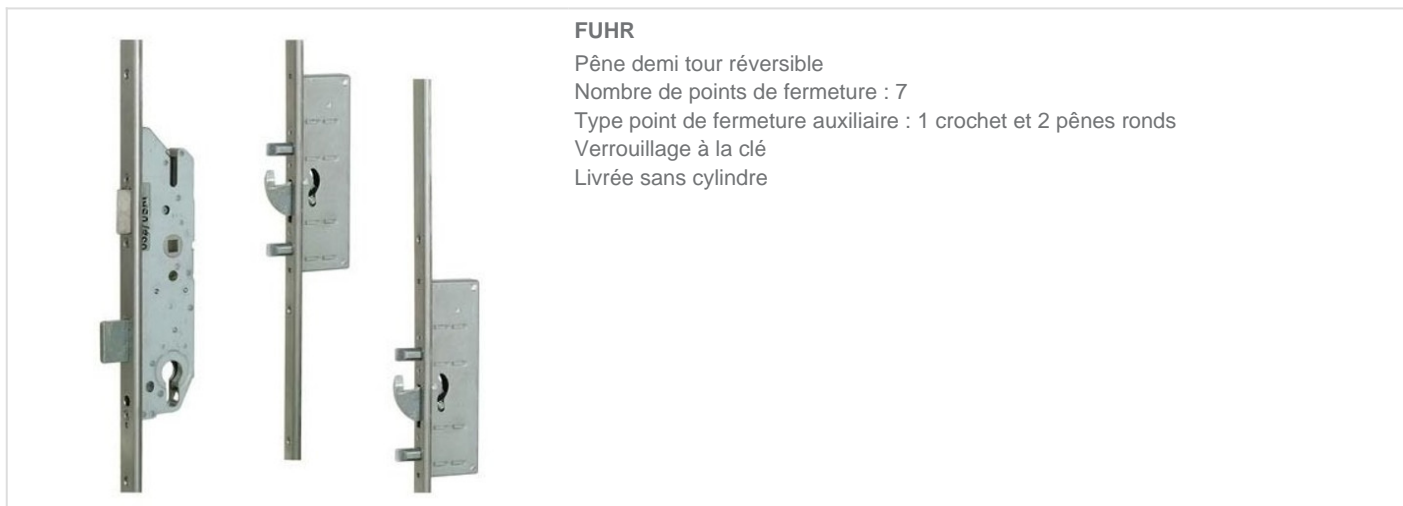 FUHR
Pêne demi tour réversible
Nombre de points de fermeture : 7
Type point de fermeture auxiliaire : 1 crochet et 2 pênes ronds
Verrouillage à la clé
Livrée sans cylindre